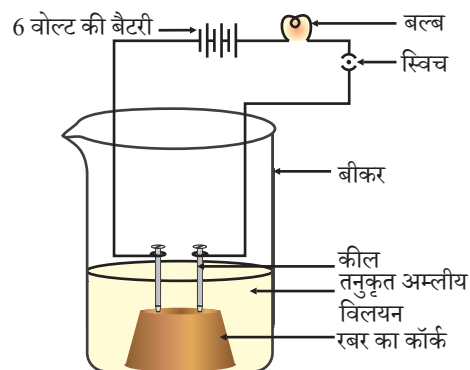 6 वोल्ट की बैटरी
बल्ब
स्विच
बीकर
कील
तनुकृत अम्लीय
विलयन
रबर का कॉर्क